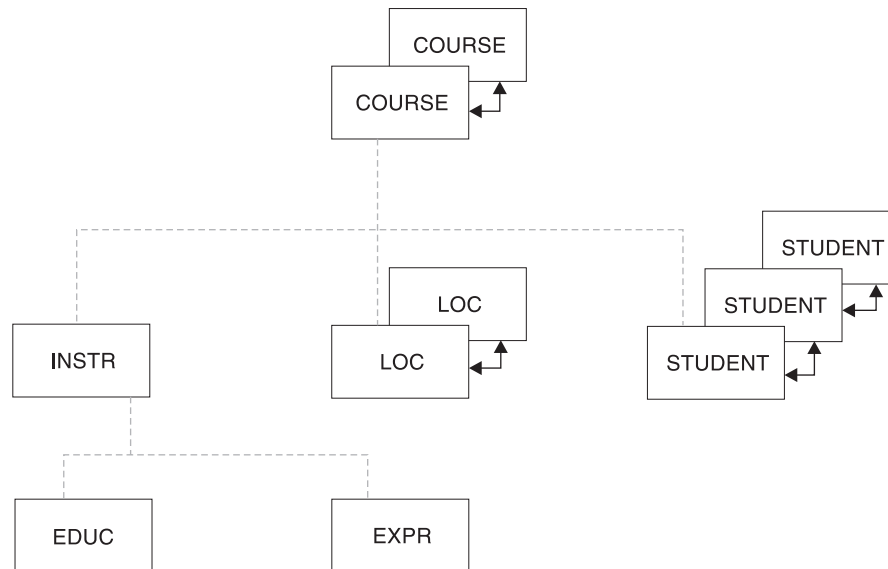 COURSE
COURSE
STUDENT
LOC
STUDENT
INSTR
LOC
STUDENT
EDUC
EXPR